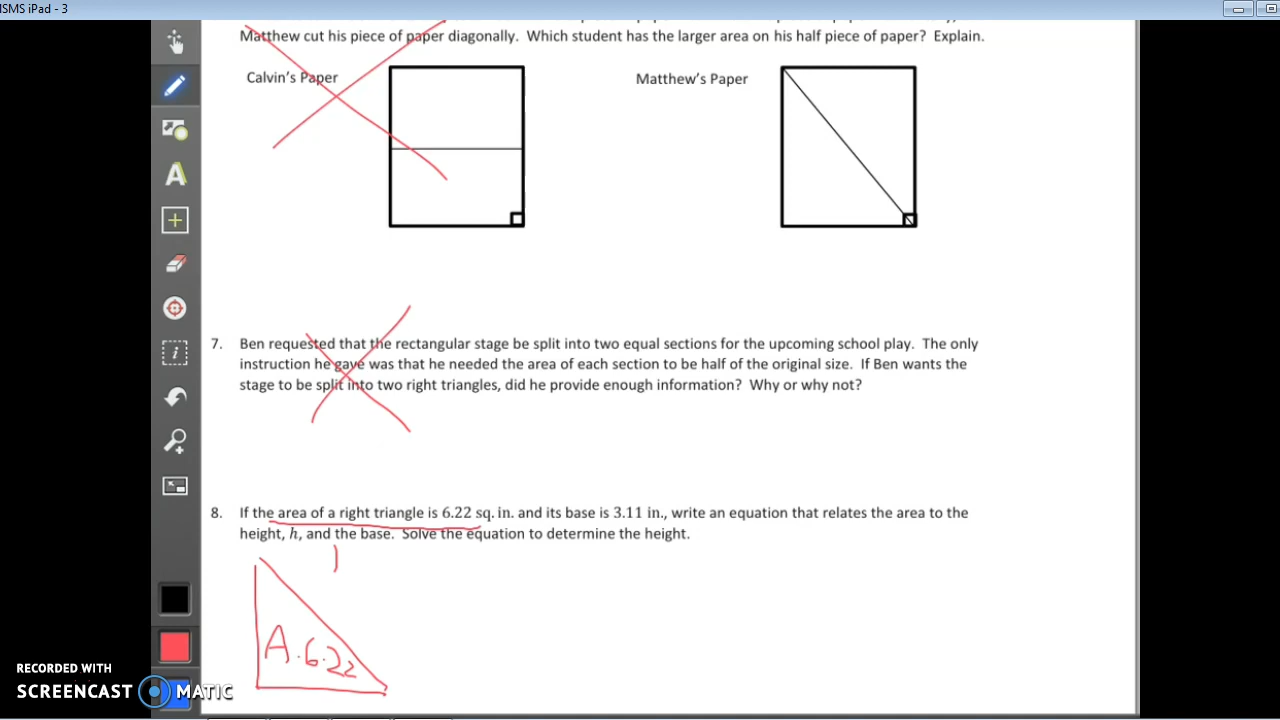 ISMS iPad - 3
Matthew cut his piece of paper diagonally. Which student has the larger area on his half piece of paper? Explain.
Calvin's Paper
Matthew's Paper
7. Ben requested that the rectangular stage be split into two equal sections for the upcoming school play. The only
instruction he gave was that he needed the area of each section to be half of the original size. If Ben wants the
stage to be split into two right triangles, did he provide enough information? Why or why not?
8. If the area of a right triangle is 6.22 sq. in. and its base is 3.11 in., write an equation that relates the area to the
height, h, and the base. Solve the equation to determine the height.
A.6.22
RECORDED WITH
SCREENCAST MATIC